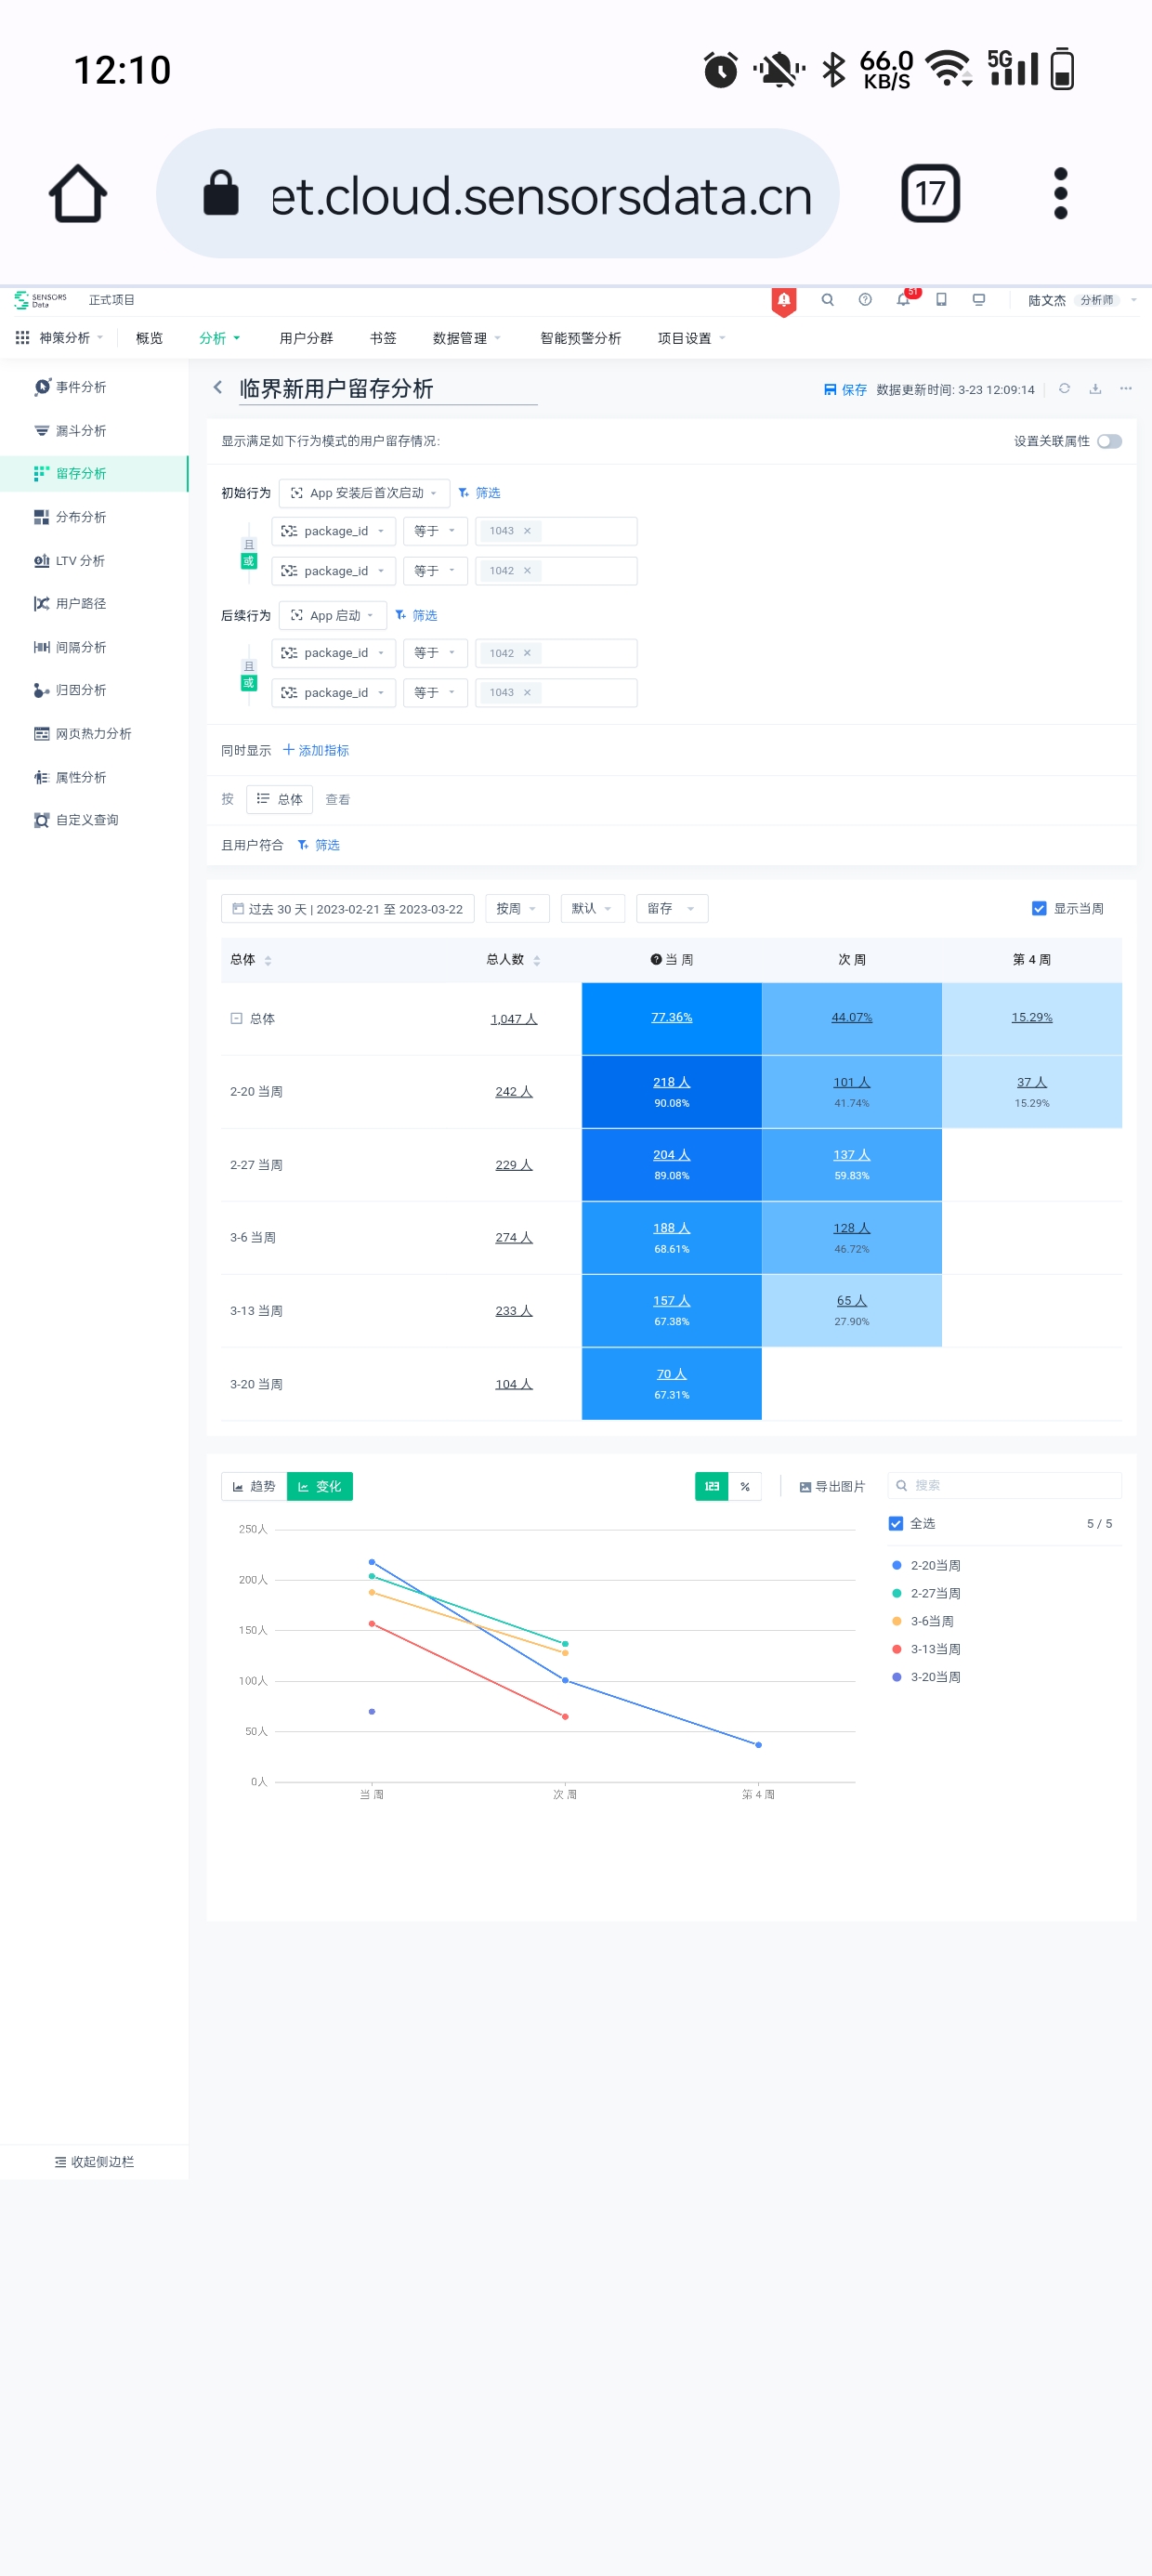 12:10
66.0
KB/S
5G
et.cloud.sensorsdata.cn
17
SENSORS
Data
正式项目
51
陆文杰 分析师
神策分析 概览 分析 用户分群 书签 数据管理 智能预警分析 项目设置
事件分析
漏斗分析
留存分析
分布分析
LTV 分析
用户路径
间隔分析
归因分析
网页热力分析
属性分析
自定义查询
收起侧边栏
临界新用户留存分析
保存 数据更新时间: 3-23 12:09:14
显示满足如下行为模式的用户留存情况:
设置关联属性
初始行为 App 安装后首次启动 筛选
且
或
package_id 等于 1043 ×
package_id 等于 1042 ×
后续行为 App 启动 筛选
且
或
package_id 等于 1042 ×
package_id 等于 1043 ×
同时显示 + 添加指标
按 总体 查看
且用户符合 筛选
过去 30 天 | 2023-02-21 至 2023-03-22 按周 默认 留存 显示当周
总体 总人数 当 周 次 周 第 4 周
总体 1,047 人 77.36% 44.07% 15.29%
2-20 当周 242 人 218 人 101 人 37 人
90.08% 41.74% 15.29%
2-27 当周 229 人 204 人 137 人
89.08% 59.83%
3-6 当周 274 人 188 人 128 人
68.61% 46.72%
3-13 当周 233 人 157 人 65 人
67.38% 27.90%
3-20 当周 104 人 70 人
67.31%
趋势 变化 123 % 导出图片 搜索
全选 5 / 5
2-20当周
2-27当周
3-6当周
3-13当周
3-20当周
250人
200人
150人
100人
50人
0人
当 周 次 周 第 4 周